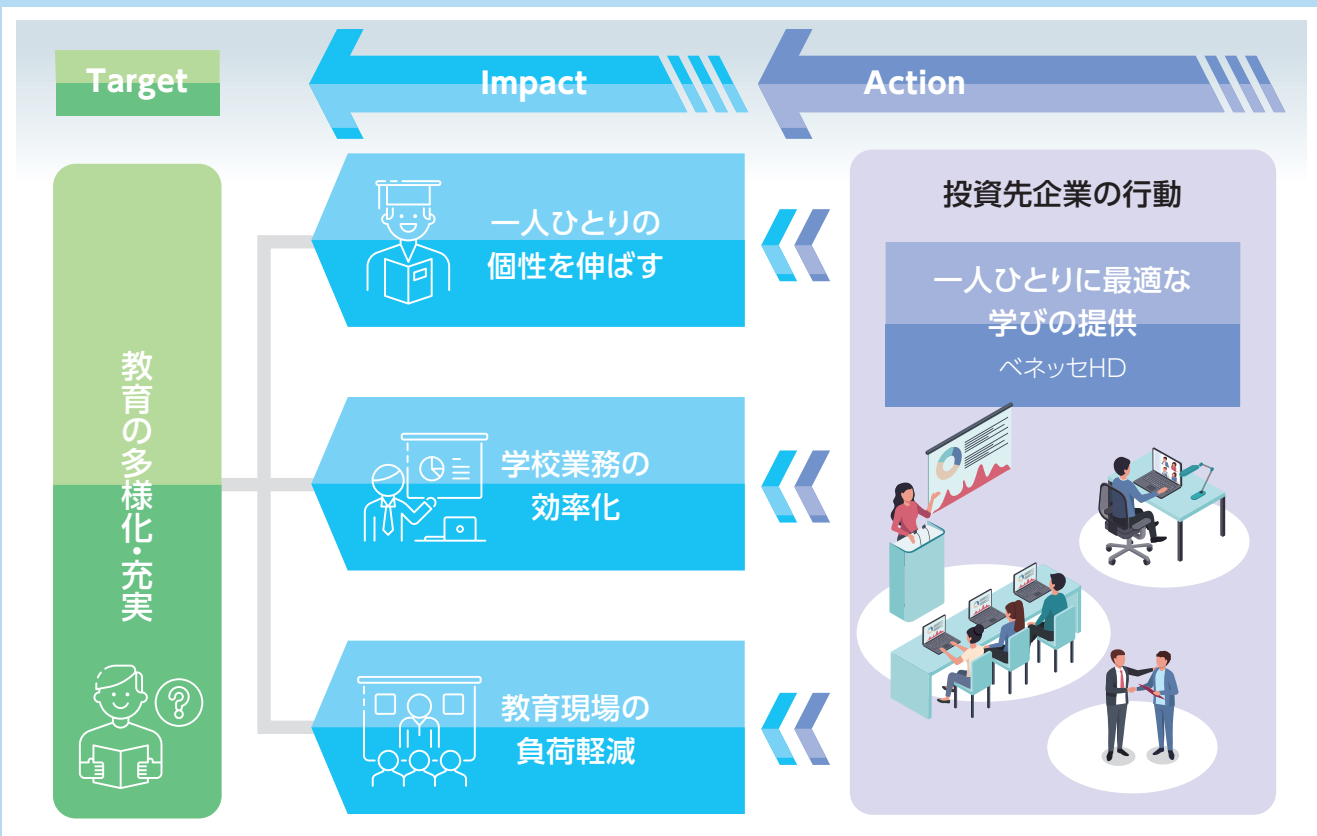 Target
Impact
Action
教育の多様化・充実
一人ひとりの
個性を伸ばす
学校業務の
効率化
教育現場の
負荷軽減
投資先企業の行動
一人ひとりに最適な
学びの提供
ベネッセHD